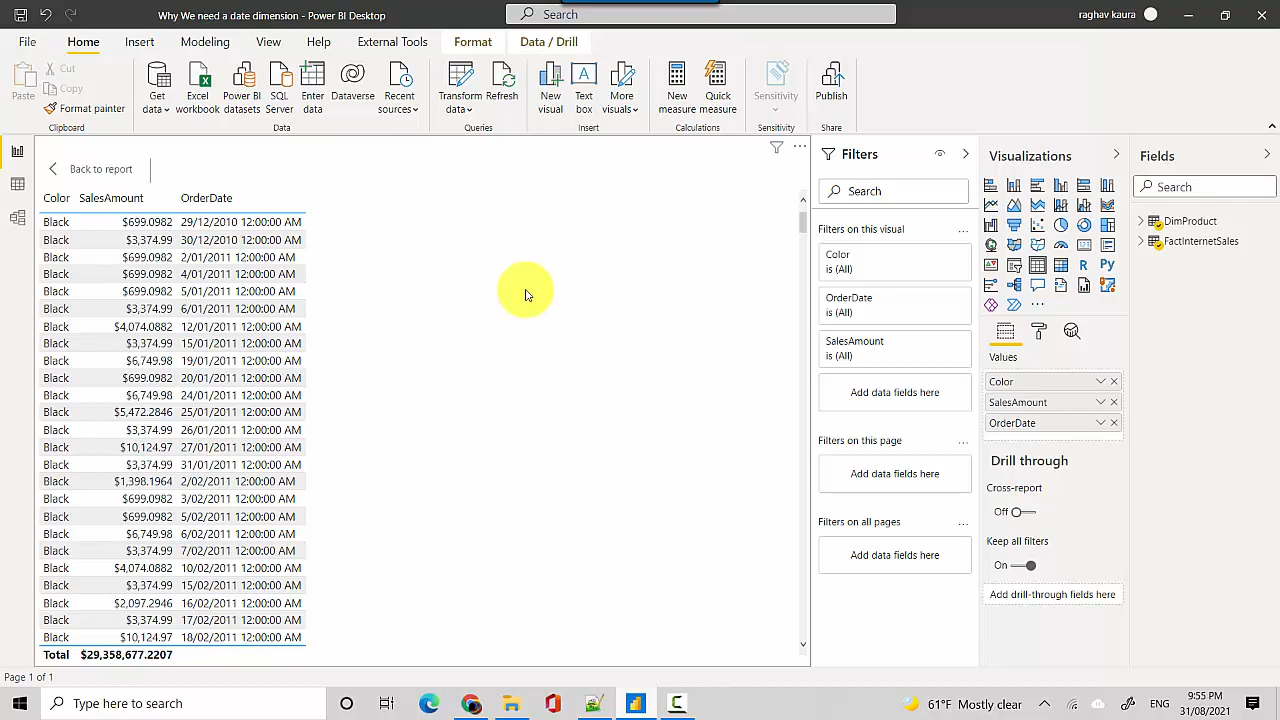 Why We need a date dimension - Power BI Desktop
Search
raghav kaura
File
Home
Insert
Modeling
View
Help
External Tools
Format
Data / Drill
Paste
Cut
Copy
Format painter
Clipboard
Get data
Excel workbook
Power BI datasets
SQL Server
Enter data
Dataverse
Recent sources
Data
Transform data
Refresh
Queries
New visual
Text box
More visuals
Insert
New measure
Quick measure
Calculations
Sensitivity
Sensitivity
Publish
Share
Back to report
Color SalesAmount OrderDate
Black $699.0982 29/12/2010 12:00:00 AM
Black $3,374.99 30/12/2010 12:00:00 AM
Black $699.0982 2/01/2011 12:00:00 AM
Black $699.0982 4/01/2011 12:00:00 AM
Black $699.0982 5/01/2011 12:00:00 AM
Black $3,374.99 6/01/2011 12:00:00 AM
Black $4,074.0882 12/01/2011 12:00:00 AM
Black $3,374.99 15/01/2011 12:00:00 AM
Black $6,749.98 19/01/2011 12:00:00 AM
Black $699.0982 20/01/2011 12:00:00 AM
Black $6,749.98 24/01/2011 12:00:00 AM
Black $5,472.2846 25/01/2011 12:00:00 AM
Black $3,374.99 26/01/2011 12:00:00 AM
Black $10,124.97 27/01/2011 12:00:00 AM
Black $3,374.99 31/01/2011 12:00:00 AM
Black $1,398.1964 2/02/2011 12:00:00 AM
Black $699.0982 3/02/2011 12:00:00 AM
Black $699.0982 5/02/2011 12:00:00 AM
Black $6,749.98 6/02/2011 12:00:00 AM
Black $3,374.99 7/02/2011 12:00:00 AM
Black $4,074.0882 10/02/2011 12:00:00 AM
Black $3,374.99 15/02/2011 12:00:00 AM
Black $2,097.2946 16/02/2011 12:00:00 AM
Black $3,374.99 17/02/2011 12:00:00 AM
Black $10,124.97 18/02/2011 12:00:00 AM
Total $29,358,677.2207
Filters
Search
Filters on this visual
Color
is (All)
OrderDate
is (All)
SalesAmount
is (All)
Add data fields here
Filters on this page
Add data fields here
Filters on all pages
Add data fields here
Visualizations
R
Py
Values
Color
SalesAmount
OrderDate
Drill through
Cross-report
Off
Keep all filters
On
Add drill-through fields here
Fields
Search
DimProduct
FactInternetSales
Page 1 of 1
Type here to search
61°F Mostly clear
ENG
9:55 PM
31/08/2021